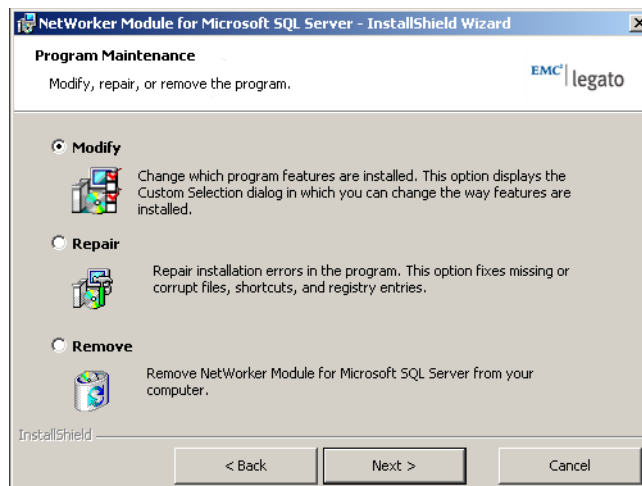 NetWorker Module for Microsoft SQL Server - InstallShield Wizard
Program Maintenance
Modify, repair, or remove the program.
EMC² legato
Modify
Change which program features are installed. This option displays the
Custom Selection dialog in which you can change the way features are
installed.
Repair
Repair installation errors in the program. This option fixes missing or
corrupt files, shortcuts, and registry entries.
Remove
Remove NetWorker Module for Microsoft SQL Server from your
computer.
InstallShield
< Back
Next >
Cancel